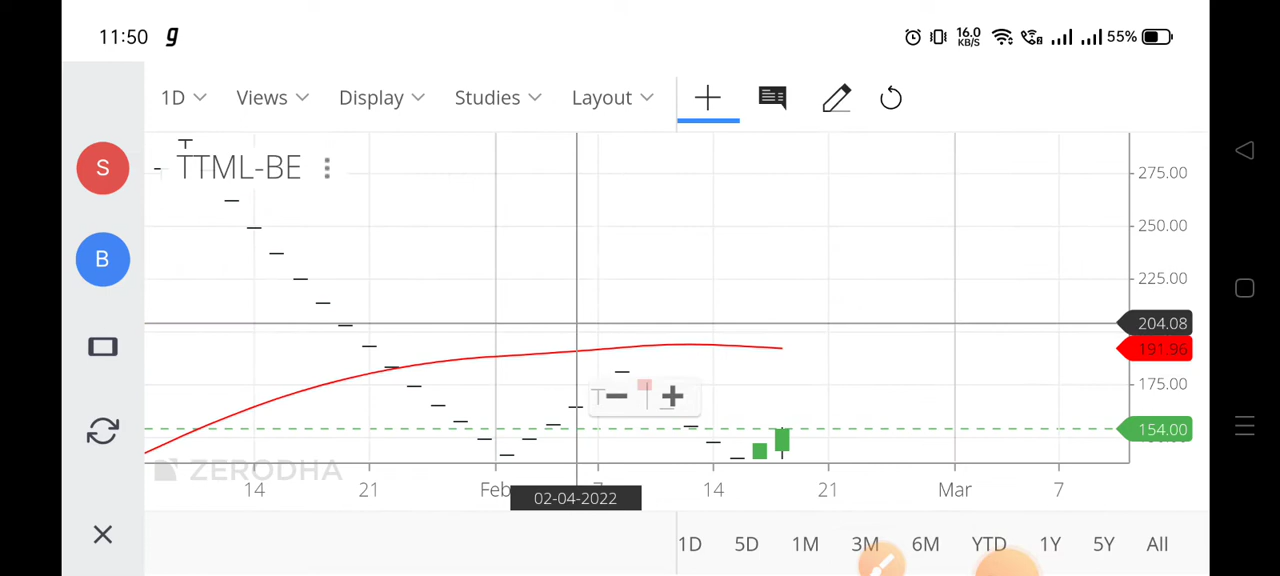 11:50 g 16.0 KB/S 55%
1D Views Display Studies Layout
S TTML-BE
B
275.00
250.00
225.00
204.08
191.96
175.00
154.00
ZERODHA
14 21 Feb 7 14 21 Mar 7
02-04-2022
1D 5D 1M 3M 6M YTD 1Y 5Y All